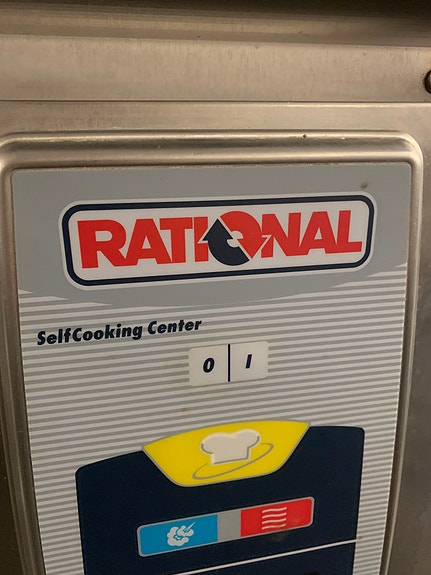 RATIONAL
SelfCooking Center
0 | I